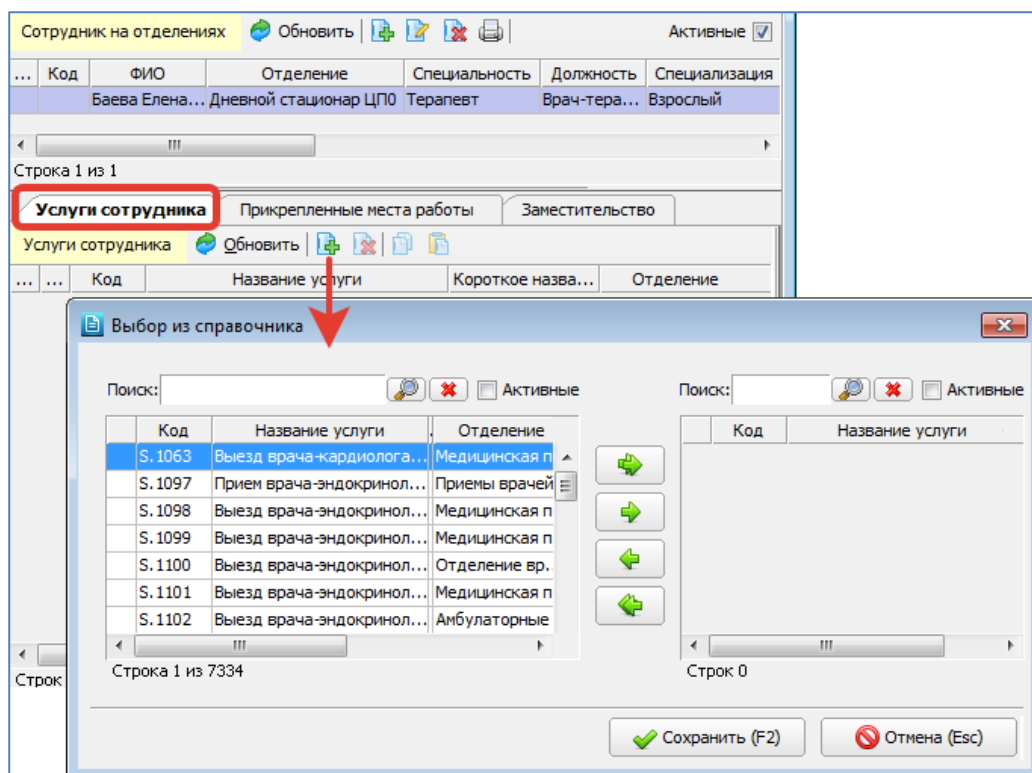 Сотрудник на отделениях Обновить Активные
... Код ФИО Отделение Специальность Должность Специализация
Баева Елена... Дневной стационар ЦП0 Терапевт Врач-тера... Взрослый
Строка 1 из 1
Услуги сотрудника Прикрепленные места работы Заместительство
Услуги сотрудника Обновить
... ... Код Название услуги Короткое назва... Отделение
Выбор из справочника
Поиск: Активные Поиск: Активные
Код Название услуги . Отделение Код Название услуги
S.1063 Выезд врача-кардиолога... Медицинская п
S.1097 Прием врача-эндокринол... Приемы врачей
S.1098 Выезд врача-эндокринол... Медицинская п
S.1099 Выезд врача-эндокринол... Медицинская п
S.1100 Выезд врача-эндокринол... Отделение вр.
S.1101 Выезд врача-эндокринол... Медицинская п
S.1102 Выезд врача-эндокринол... Амбулаторные
Строка 1 из 7334 Строк 0
Строк
Сохранить (F2) Отмена (Esc)